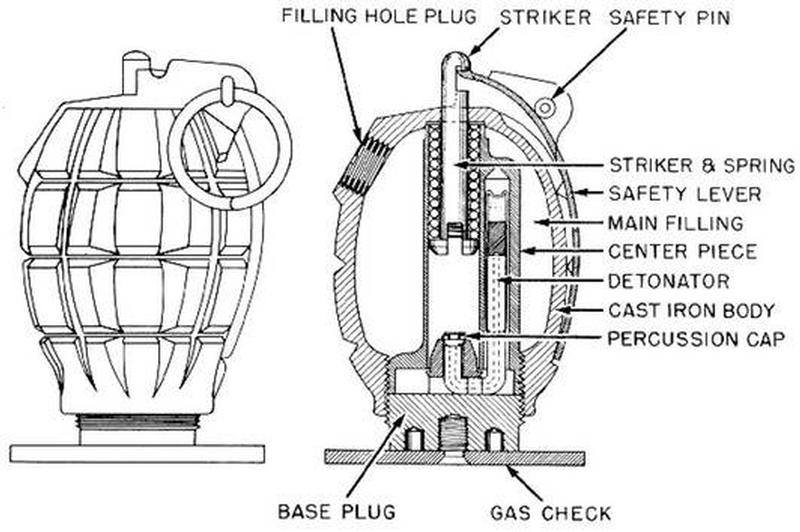 FILLING HOLE PLUG
STRIKER
SAFETY PIN
STRIKER & SPRING
SAFETY LEVER
MAIN FILLING
CENTER PIECE
DETONATOR
CAST IRON BODY
PERCUSSION CAP
BASE PLUG
GAS CHECK